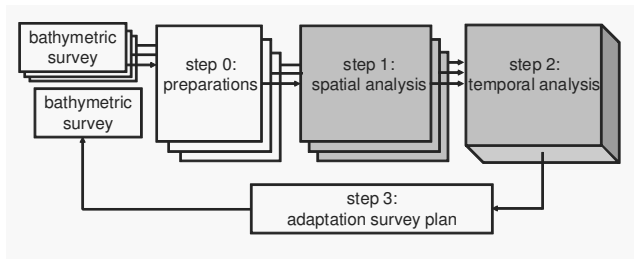 bathymetric
survey
step 0:
preparations
step 1:
spatial analysis
step 2:
temporal analysis
bathymetric
survey
step 3:
adaptation survey plan